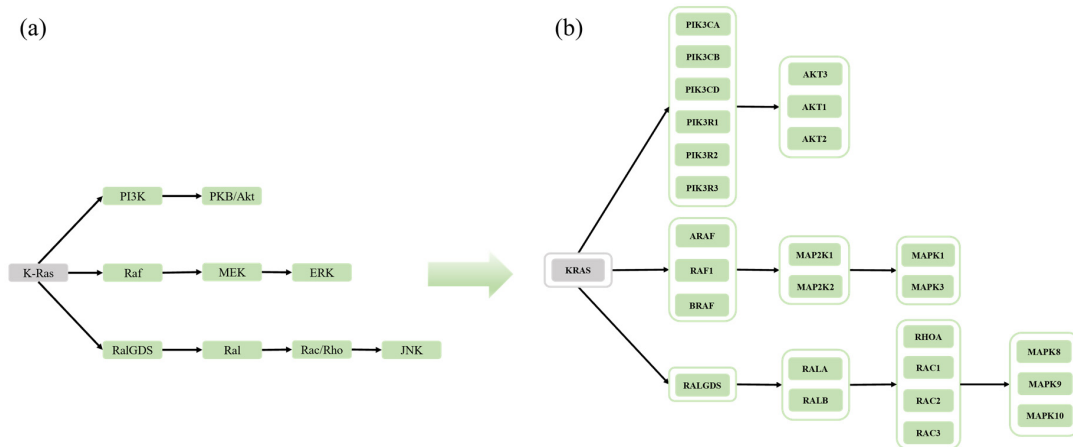 (a)
K-Ras
PI3K
PKB/Akt
Raf
MEK
ERK
RalGDS
Ral
Rac/Rho
JNK
(b)
KRAS
PIK3CA
PIK3CB
PIK3CD
PIK3R1
PIK3R2
PIK3R3
AKT3
AKT1
AKT2
ARAF
RAF1
BRAF
MAP2K1
MAP2K2
MAPK1
MAPK3
RALGDS
RALA
RALB
RHOA
RAC1
RAC2
RAC3
MAPK8
MAPK9
MAPK10